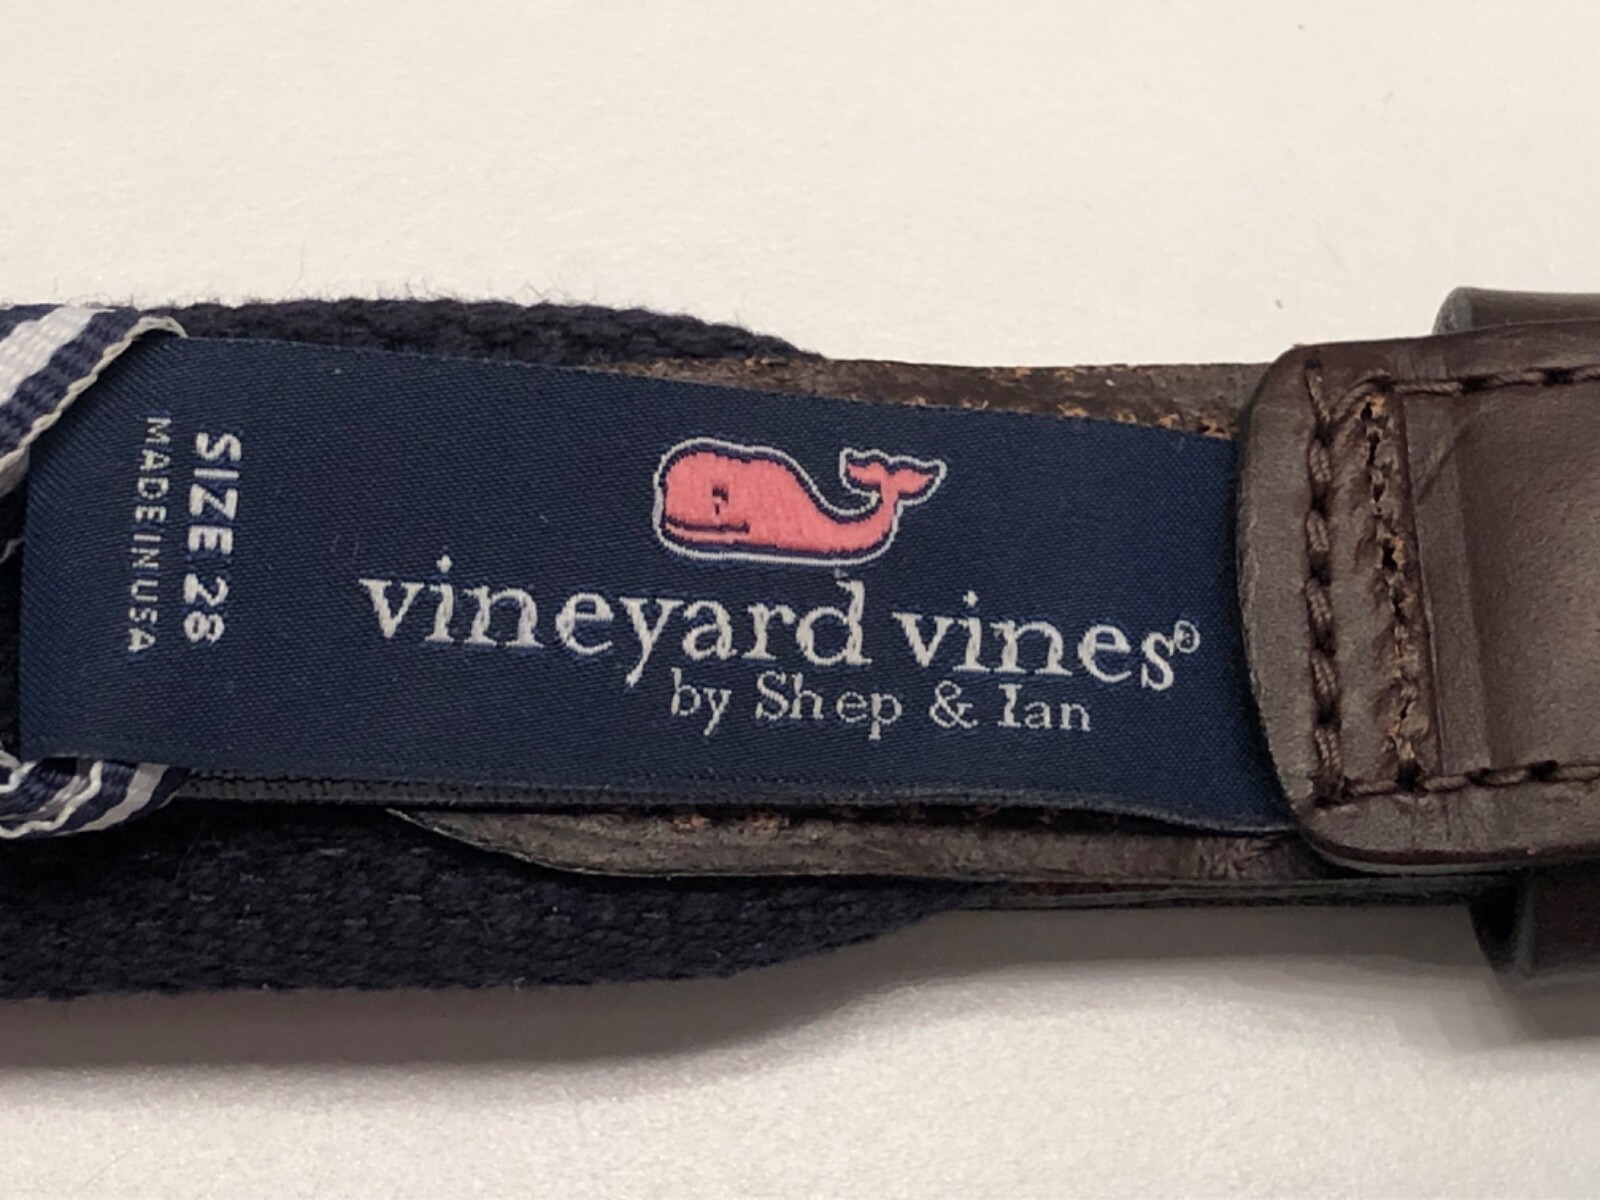 vineyard vines®
by Shep & Ian
SIZE 28
MADE IN USA